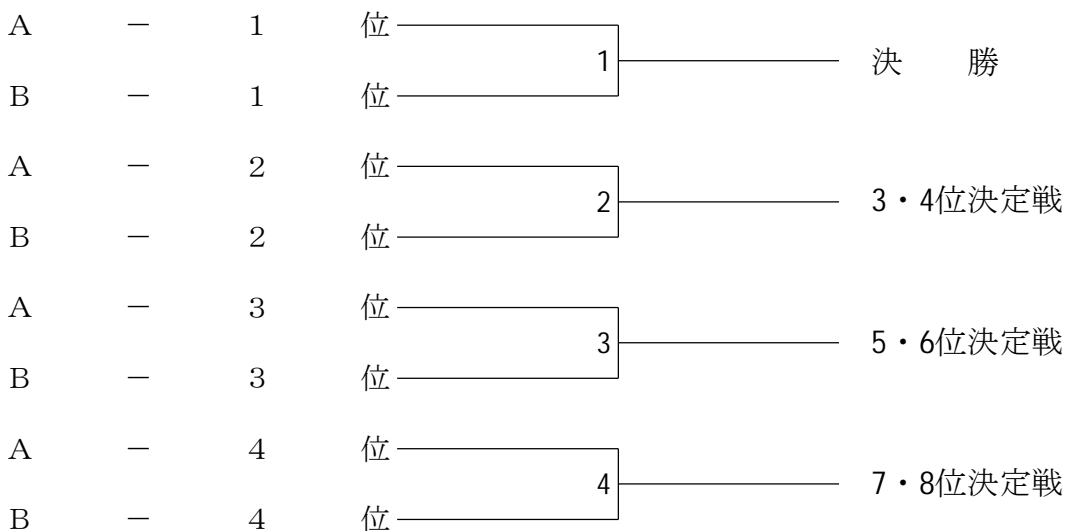 A － 1 位
1 決 勝
B － 1 位
A － 2 位
2 3・4位決定戦
B － 2 位
A － 3 位
3 5・6位決定戦
B － 3 位
A － 4 位
4 7・8位決定戦
B － 4 位